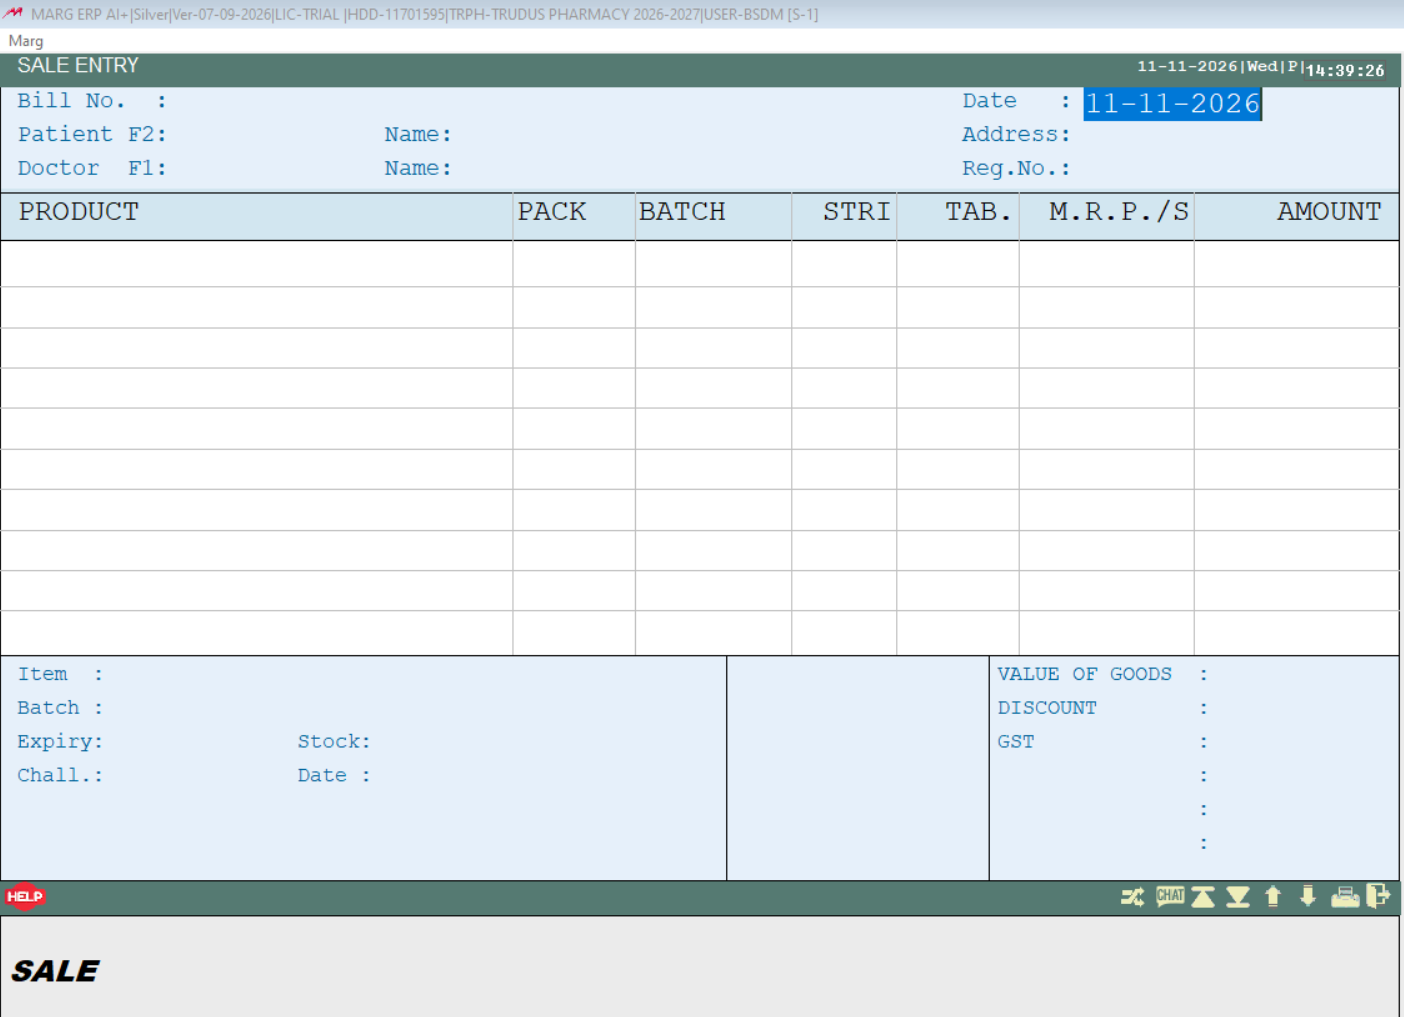 MARG ERP AI+|Silver|Ver-07-09-2026|LIC-TRIAL |HDD-11701595|TRPH-TRUDUS PHARMACY 2026-2027|USER-BSDM [S-1]
Marg
SALE ENTRY 11-11-2026|Wed|P|14:39:26
Bill No. : Date : 11-11-2026
Patient F2: Name: Address:
Doctor F1: Name: Reg.No.:
PRODUCT PACK BATCH STRI TAB. M.R.P./S AMOUNT
Item : VALUE OF GOODS :
Batch : DISCOUNT :
Expiry: Stock: GST :
Chall.: Date : :
:
:
HELP CHAT
SALE